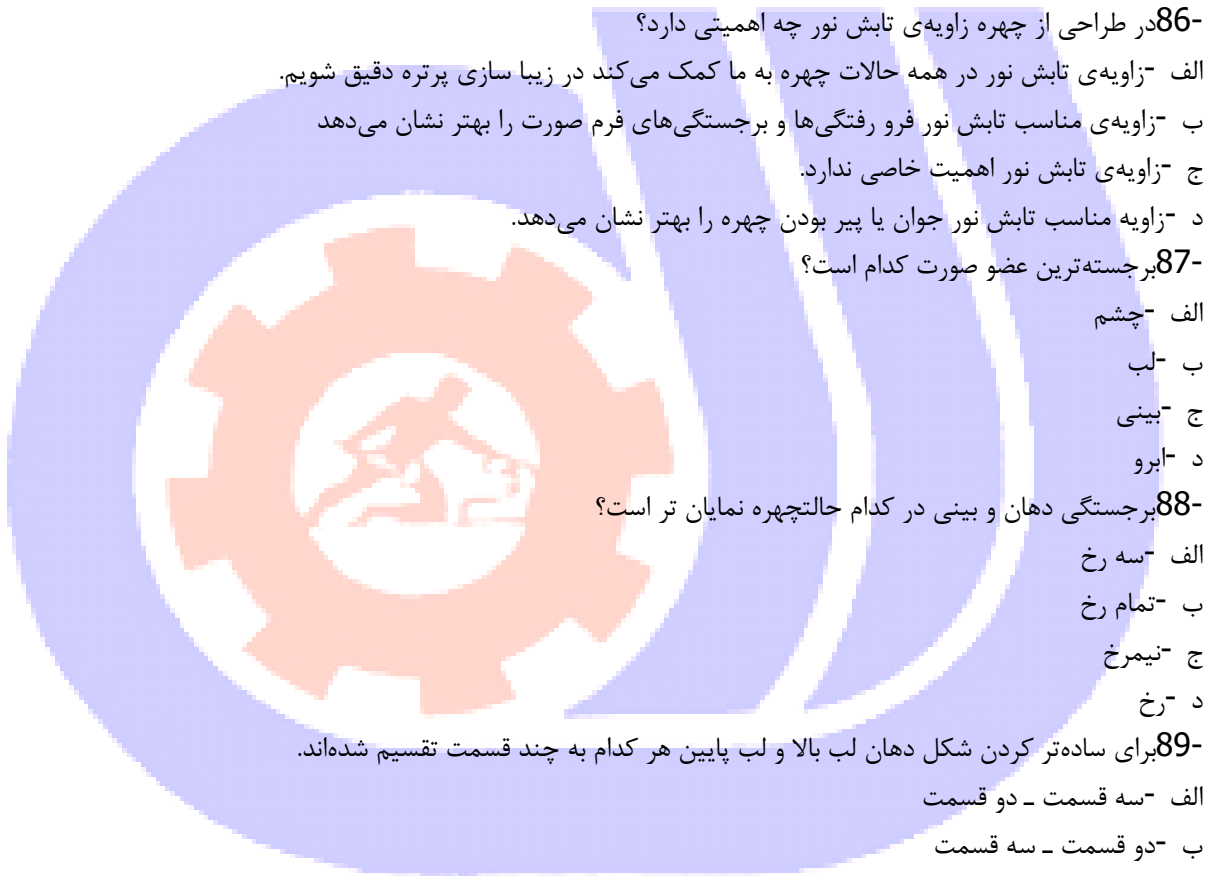 86-در طراحی از چهره زاویه‌ی تابش نور چه اهمیتی دارد؟
الف -زاویه‌ی تابش نور در همه حالات چهره به ما کمک می‌کند در زیبا سازی پرتره دقیق شویم.
ب -زاویه‌ی مناسب تابش نور فرو رفتگی‌ها و برجستگی‌های فرم صورت را بهتر نشان می‌دهد
ج -زاویه‌ی تابش نور اهمیت خاصی ندارد.
د -زاویه مناسب تابش نور جوان یا پیر بودن چهره را بهتر نشان می‌دهد.
87-برجسته‌ترین عضو صورت کدام است؟
الف -چشم
ب -لب
ج -بینی
د -ابرو
88-برجستگی دهان و بینی در کدام حالتچهره نمایان تر است؟
الف -سه رخ
ب -تمام رخ
ج -نیمرخ
د -رخ
89-برای ساده‌تر کردن شکل دهان لب بالا و لب پایین هر کدام به چند قسمت تقسیم شده‌اند.
الف -سه قسمت ـ دو قسمت
ب -دو قسمت ـ سه قسمت